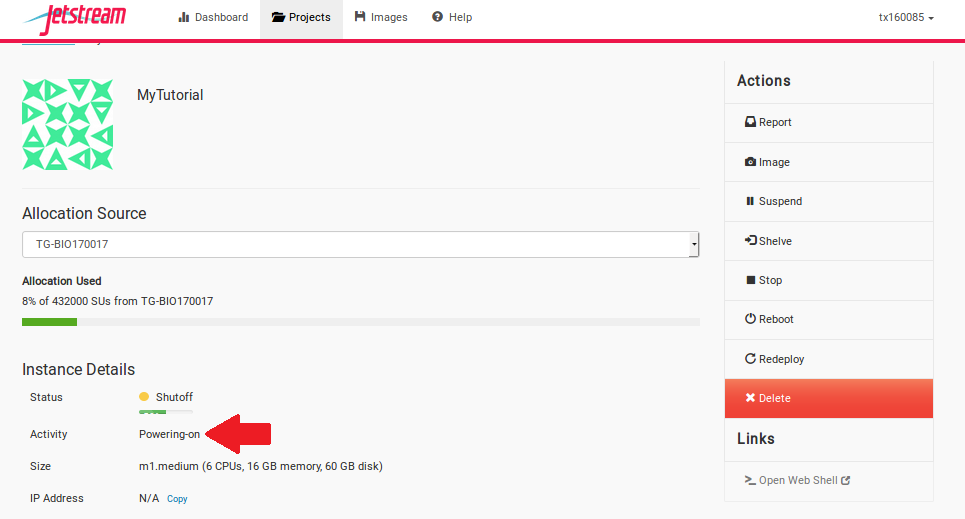 Jetstream
Dashboard
Projects
Images
Help
tx160085
MyTutorial
Allocation Source
TG-BIO170017
Allocation Used
8% of 432000 SUs from TG-BIO170017
Instance Details
Status Shutoff
Activity Powering-on
Size m1.medium (6 CPUs, 16 GB memory, 60 GB disk)
IP Address N/A Copy
Actions
Report
Image
Suspend
Shelve
Stop
Reboot
Redeploy
Delete
Links
Open Web Shell